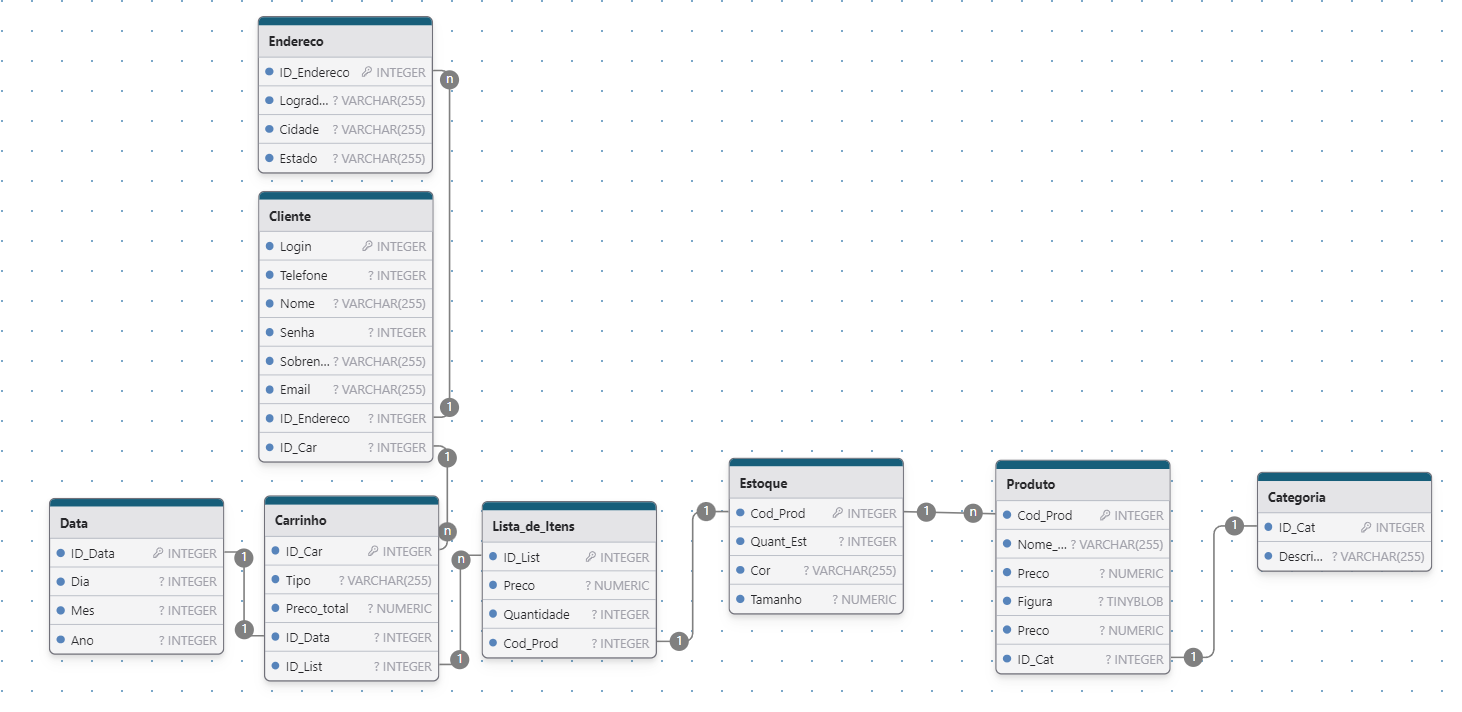 Endereco
ID_Endereco INTEGER
n
Lograd... ? VARCHAR(255)
Cidade ? VARCHAR(255)
Estado ? VARCHAR(255)
Cliente
Login INTEGER
Telefone ? INTEGER
Nome ? VARCHAR(255)
Senha ? INTEGER
Sobren... ? VARCHAR(255)
Email ? VARCHAR(255)
1
ID_Endereco ? INTEGER
ID_Car ? INTEGER
1
Data
ID_Data INTEGER
1
Dia ? INTEGER
Mes ? INTEGER
1
Ano ? INTEGER
Carrinho
n
ID_Car INTEGER
Tipo ? VARCHAR(255)
Preco_total ? NUMERIC
ID_Data ? INTEGER
ID_List ? INTEGER
1
Lista_de_Itens
n
ID_List INTEGER
Preco ? NUMERIC
Quantidade ? INTEGER
Cod_Prod ? INTEGER
1
Estoque
1
Cod_Prod INTEGER
1
Quant_Est ? INTEGER
Cor ? VARCHAR(255)
Tamanho ? NUMERIC
Produto
n
Cod_Prod INTEGER
Nome_... ? VARCHAR(255)
Preco ? NUMERIC
Figura ? TINYBLOB
Preco ? NUMERIC
ID_Cat ? INTEGER
1
Categoria
1
ID_Cat INTEGER
Descri... ? VARCHAR(255)